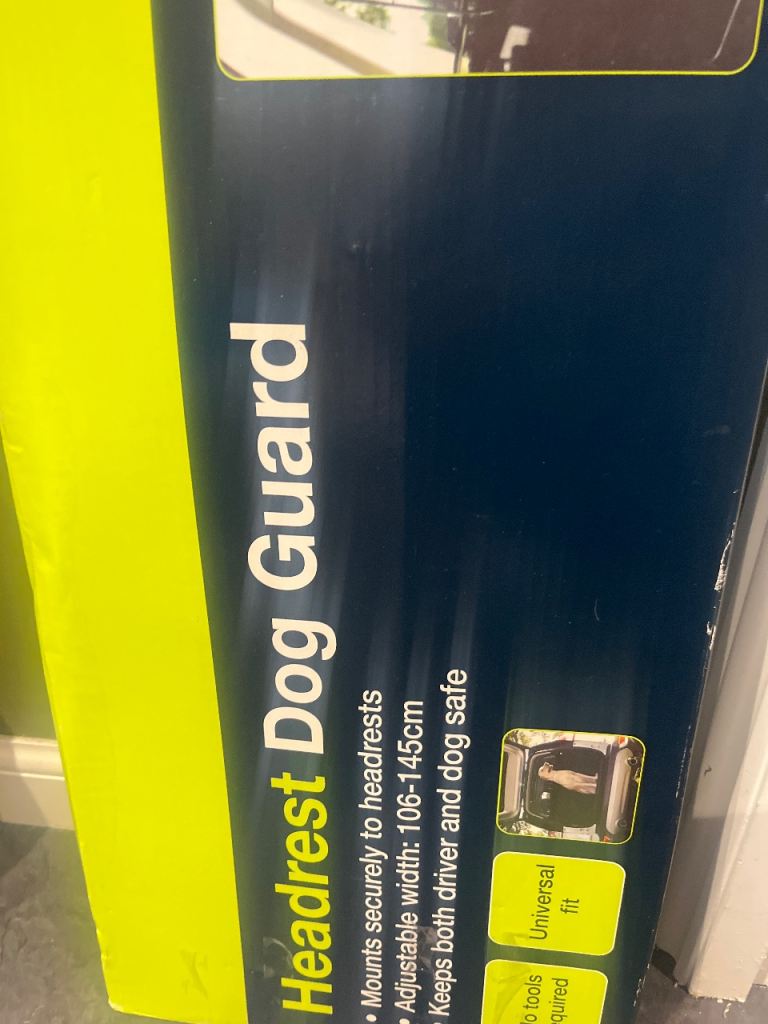 Headrest Dog Guard
• Mounts securely to headrests
• Adjustable width: 106-145cm
• Keeps both driver and dog safe
tools
Universal
fit